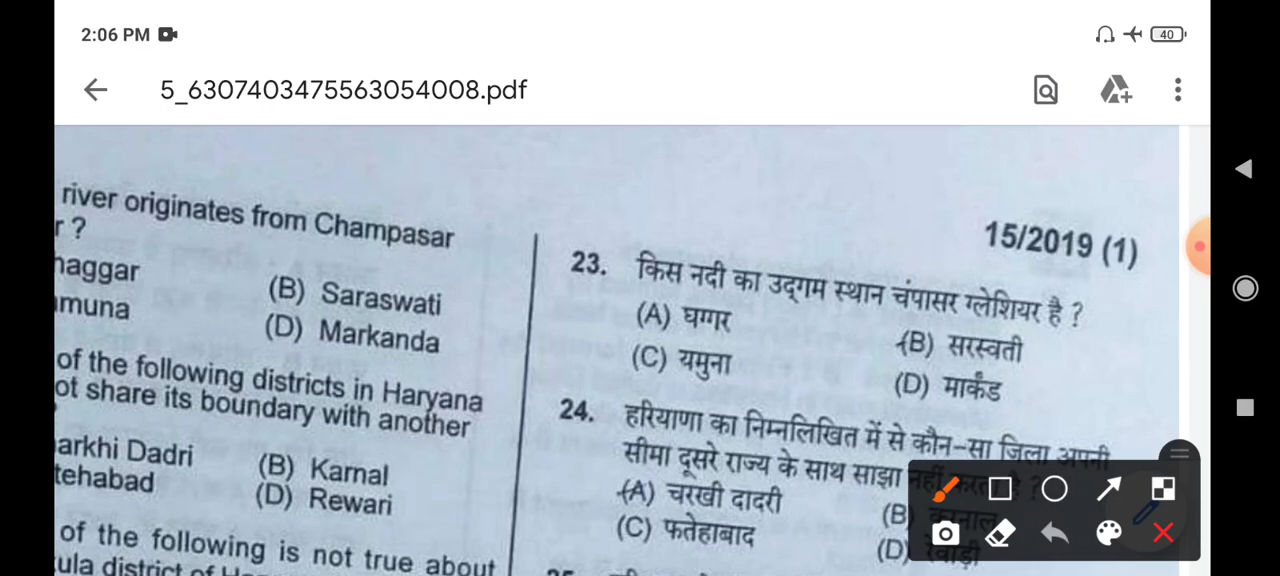 2:06 PM
40
5_6307403475563054008.pdf
river originates from Champasar
r ?
haggar
(B) Saraswati
muna
(D) Markanda
of the following districts in Haryana
ot share its boundary with another
arkhi Dadri
(B) Karnal
tehabad
(D) Rewari
of the following is not true about
district of
15/2019 (1)
23. किस नदी का उद्गम स्थान चंपासर ग्लेशियर है ?
(A) घग्गर
(B) सरस्वती
(C) यमुना
(D) मार्कंड
24. हरियाणा का निम्नलिखित में से कौन-सा ज़िला अपनी
सीमा दूसरे राज्य के साथ साझा नहीं करता है ?
(A) चरखी दादरी
(B) करनाल
(C) फतेहाबाद
(D) रेवाड़ी